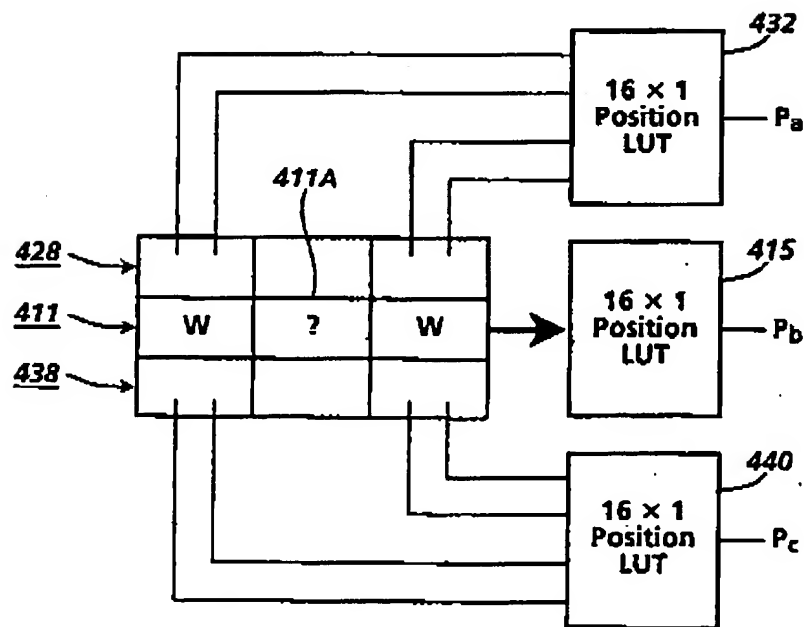 432
16 × 1
Position
LUT
Pa
411A
428
411
W ? W
438
415
16 × 1
Position
LUT
Pb
440
16 × 1
Position
LUT
Pc